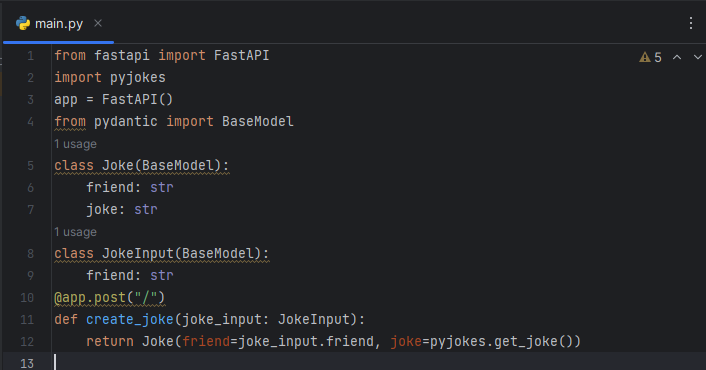 main.py
5
1 from fastapi import FastAPI
2 import pyjokes
3 app = FastAPI()
4 from pydantic import BaseModel
1 usage
5 class Joke(BaseModel):
6     friend: str
7     joke: str
1 usage
8 class JokeInput(BaseModel):
9     friend: str
10 @app.post("/")
11 def create_joke(joke_input: JokeInput):
12     return Joke(friend=joke_input.friend, joke=pyjokes.get_joke())
13